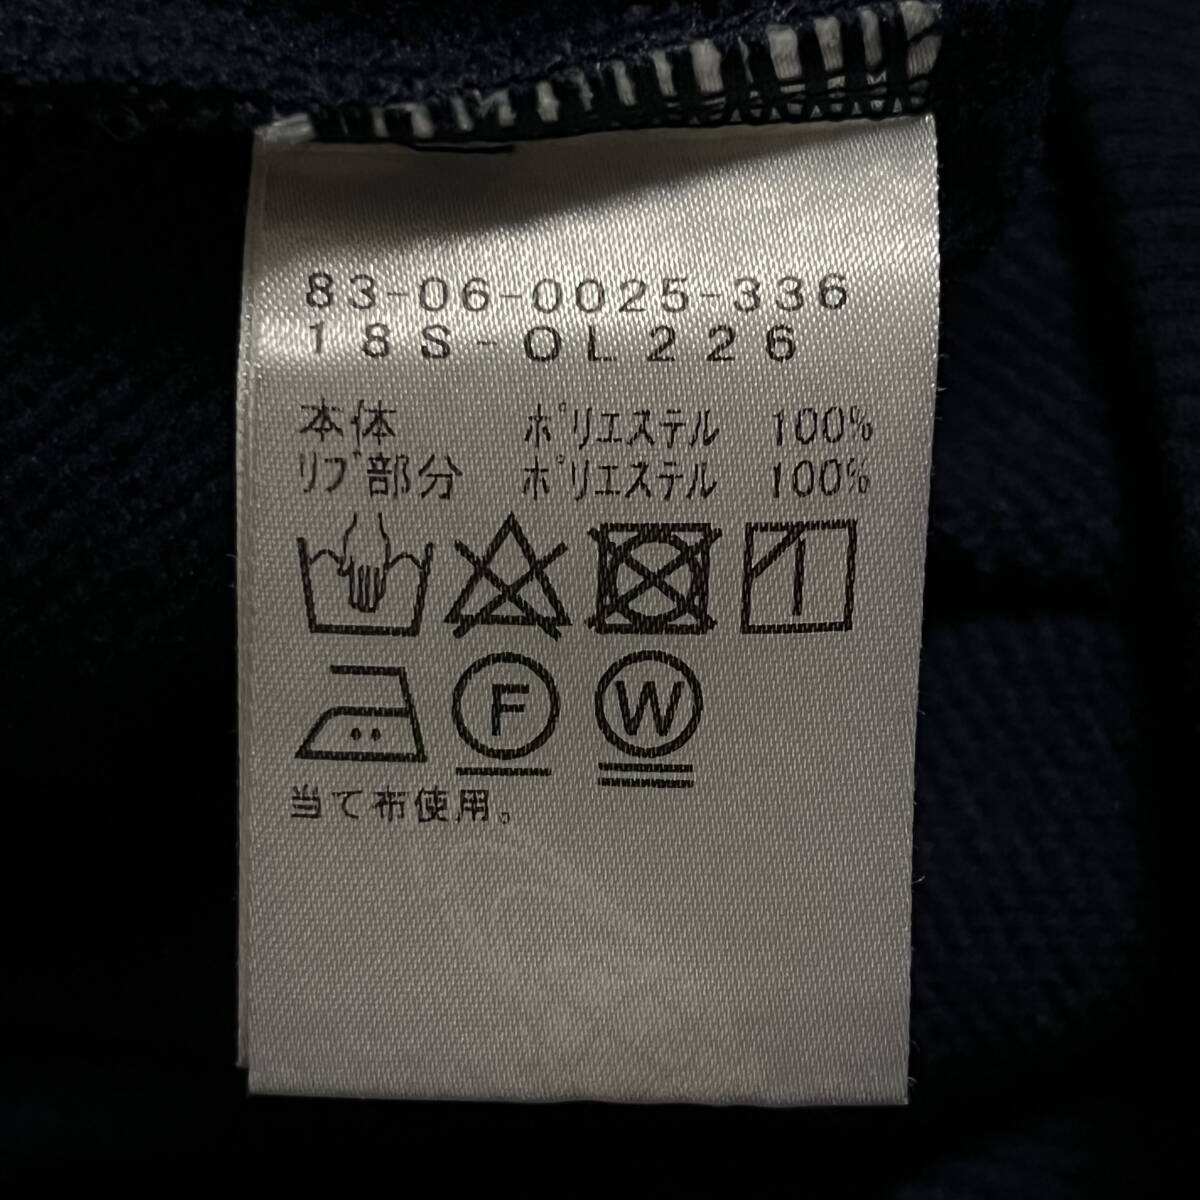 83-06-0025-336
18S-OL226
本体 ポリエステル 100%
リブ部分 ポリエステル 100%
F W
当て布使用。